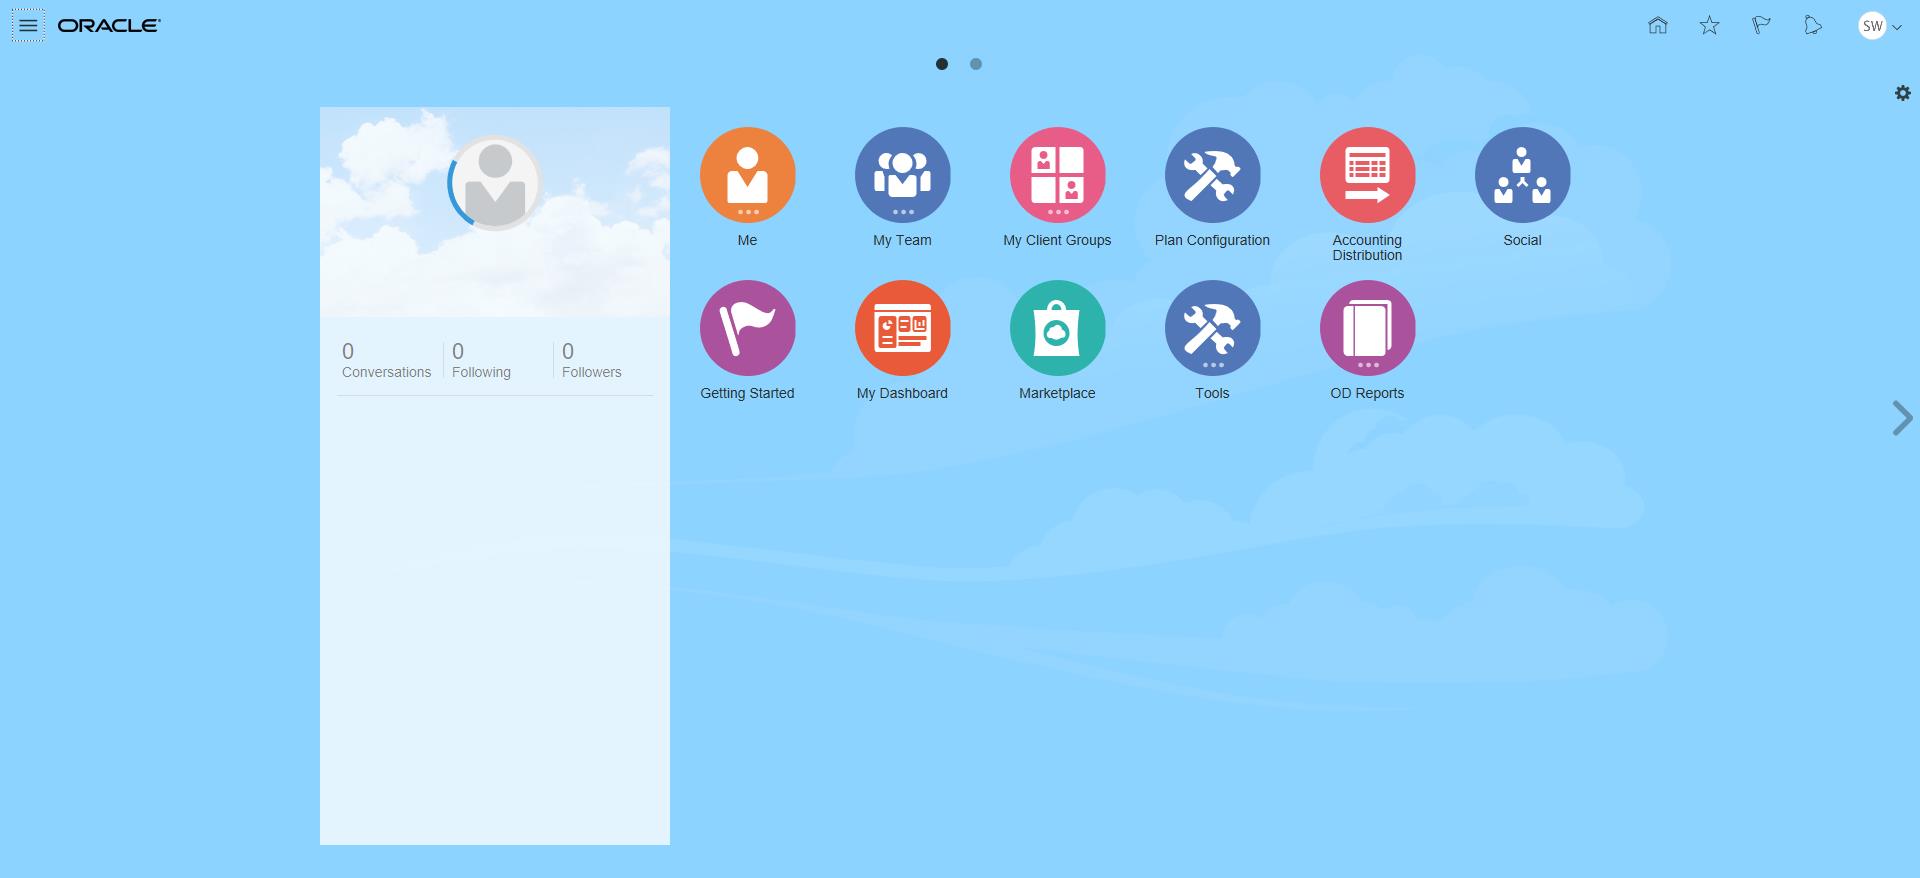 ORACLE
SW
Me
My Team
My Client Groups
Plan Configuration
Accounting
Distribution
Social
0
Conversations
0
Following
0
Followers
Getting Started
My Dashboard
Marketplace
Tools
OD Reports